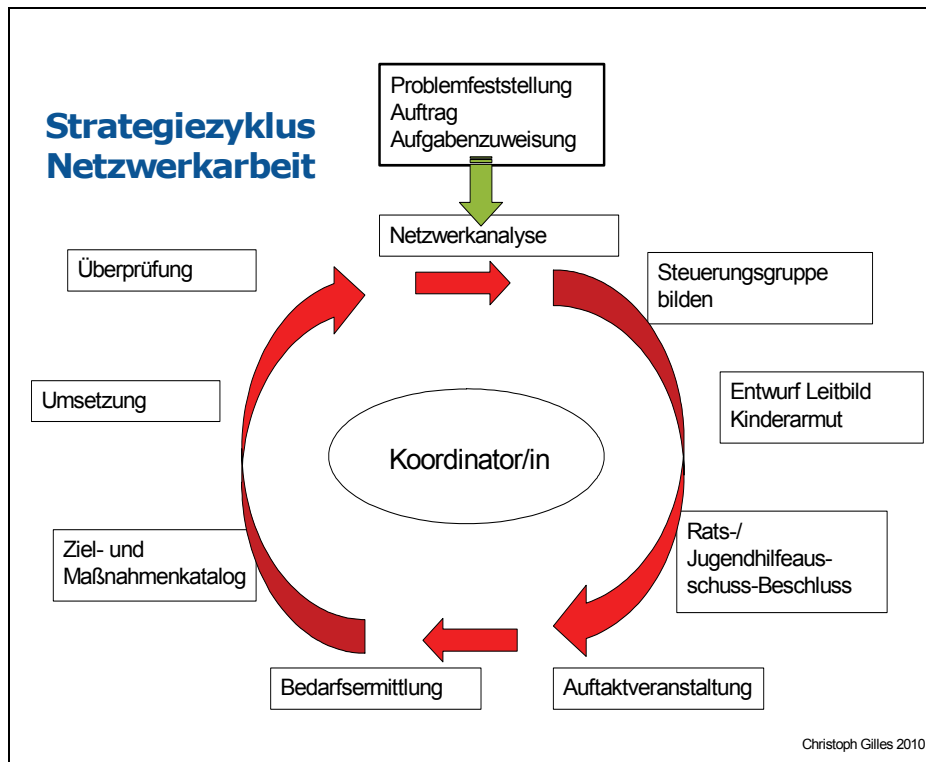 Strategiezyklus
Netzwerkarbeit
Problemfeststellung
Auftrag
Aufgabenzuweisung
Netzwerkanalyse
Steuerungsgruppe
bilden
Entwurf Leitbild
Kinderarmut
Rats-/
Jugendhilfeaus-
schuss-Beschluss
Auftaktveranstaltung
Bedarfsermittlung
Ziel- und
Maßnahmenkatalog
Umsetzung
Überprüfung
Koordinator/in
Christoph Gilles 2010